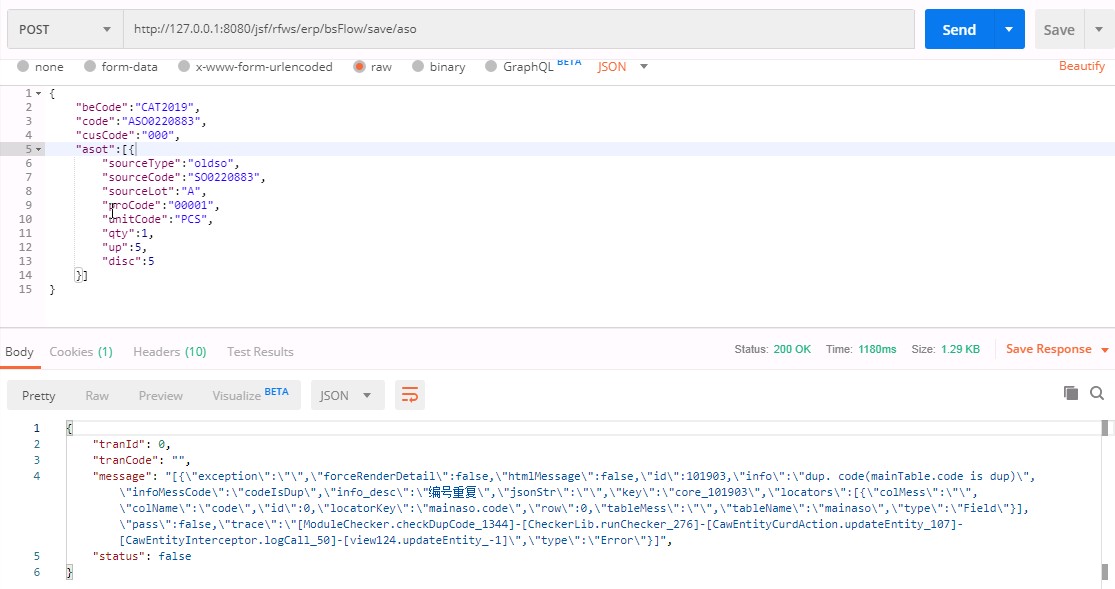 POST http://127.0.0.1:8080/jsf/rfws/erp/bsFlow/save/aso Send Save
none form-data x-www-form-urlencoded raw binary GraphQL BETA JSON Beautify
1 {
2 "beCode":"CAT2019",
3 "code":"ASO0220883",
4 "cusCode":"000",
5 "asot":[{
6 "sourceType":"oldso",
7 "sourceCode":"SO0220883",
8 "sourceLot":"A",
9 "proCode":"00001",
10 "unitCode":"PCS",
11 "qty":1,
12 "up":5,
13 "disc":5
14 }]
15 }
Body Cookies (1) Headers (10) Test Results Status: 200 OK Time: 1180ms Size: 1.29 KB Save Response
Pretty Raw Preview Visualize BETA JSON
1 {
2 "tranId": 0,
3 "tranCode": "",
4 "message": "[{\"exception\":\"\",\"forceRenderDetail\":false,\"htmlMessage\":false,\"id\":101903,\"info\":\"dup. code(mainTable.code is dup)\",
\"infoMessCode\":\"codeIsDup\",\"info_desc\":\"编号重复\",\"jsonStr\":\"\",\"key\":\"core_101903\",\"locators\":[{\"colMess\":\"\",
\"colName\":\"code\",\"id\":0,\"locatorKey\":\"mainaso.code\",\"row\":0,\"tableMess\":\"\",\"tableName\":\"mainaso\",\"type\":\"Field\"}],
\"pass\":false,\"trace\":\"[ModuleChecker.checkDupCode_1344]-[CheckerLib.runChecker_276]-[CawEntityCurdAction.updateEntity_107]-
[CawEntityInterceptor.logCall_50]-[view124.updateEntity_-1]\",\"type\":\"Error\"}]",
5 "status": false
6 }